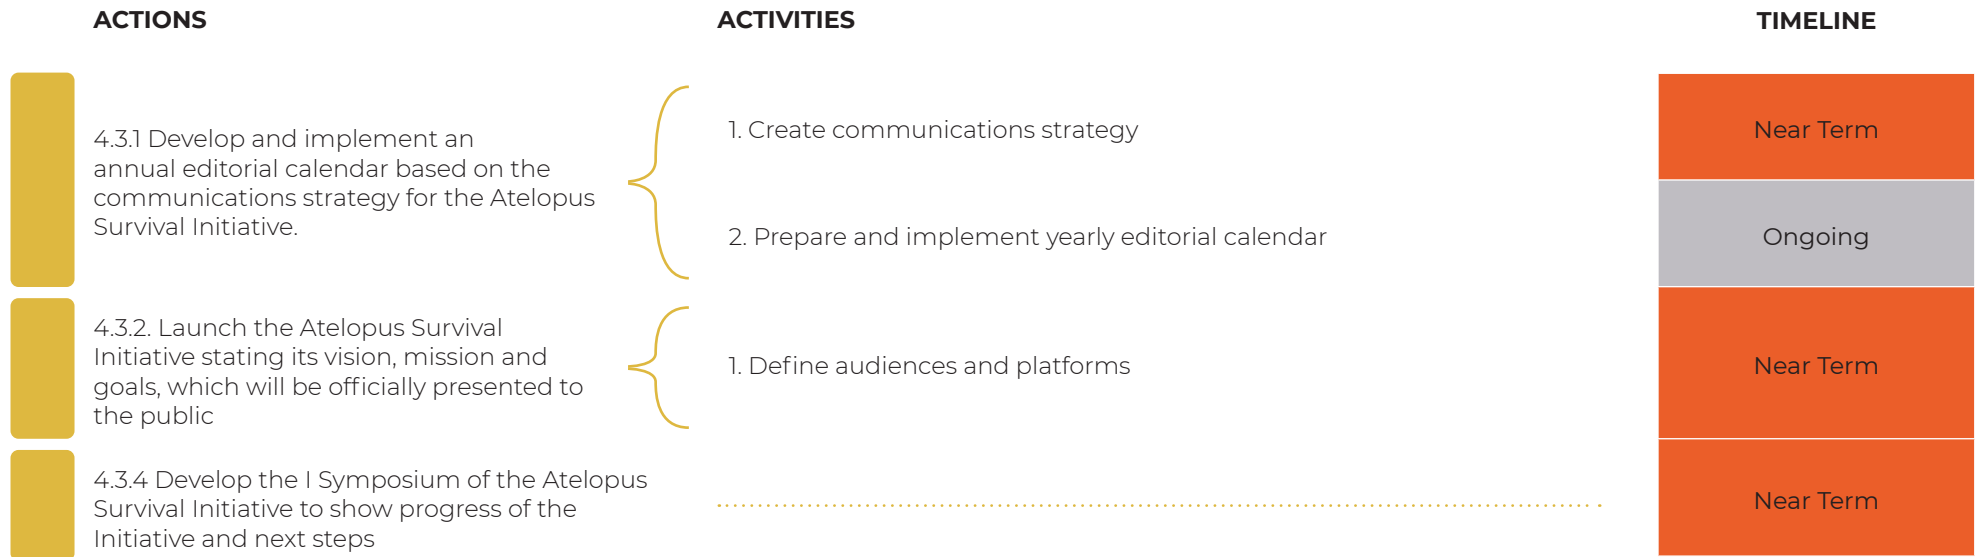 ACTIONS
ACTIVITIES
TIMELINE
4.3.1 Develop and implement an
annual editorial calendar based on the
communications strategy for the Atelopus
Survival Initiative.
1. Create communications strategy
Near Term
2. Prepare and implement yearly editorial calendar
Ongoing
4.3.2. Launch the Atelopus Survival
Initiative stating its vision, mission and
goals, which will be officially presented to
the public
1. Define audiences and platforms
Near Term
4.3.4 Develop the I Symposium of the Atelopus
Survival Initiative to show progress of the
Initiative and next steps
Near Term